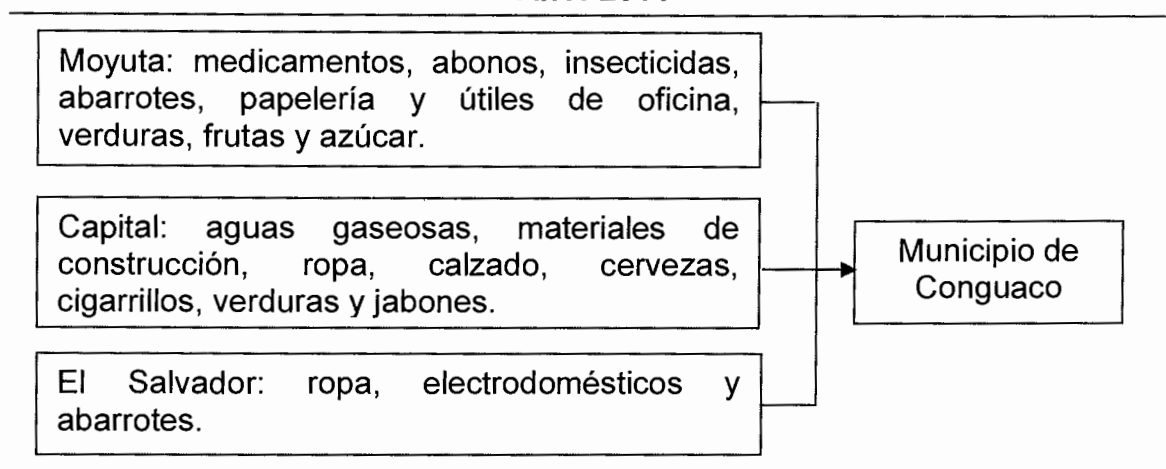 Moyuta: medicamentos, abonos, insecticidas,
abarrotes, papelería y útiles de oficina,
verduras, frutas y azúcar.
Capital: aguas gaseosas, materiales de
construcción, ropa, calzado, cervezas,
cigarrillos, verduras y jabones.
El Salvador: ropa, electrodomésticos y
abarrotes.
Municipio de
Conguaco